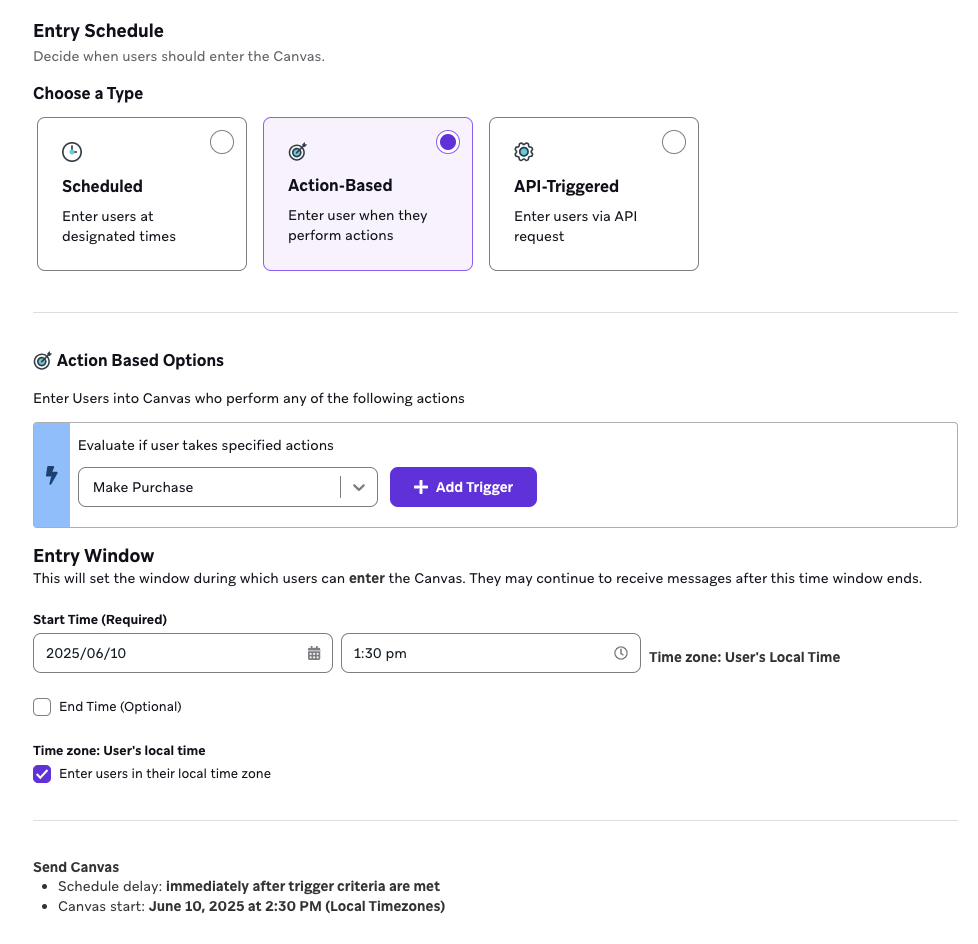 Entry Schedule
Decide when users should enter the Canvas.
Choose a Type
Scheduled
Enter users at
designated times
Action-Based
Enter user when they
perform actions
API-Triggered
Enter users via API
request
Action Based Options
Enter Users into Canvas who perform any of the following actions
Evaluate if user takes specified actions
Make Purchase
Add Trigger
Entry Window
This will set the window during which users can enter the Canvas. They may continue to receive messages after this time window ends.
Start Time (Required)
2025/06/10 1:30 pm Time zone: User's Local Time
End Time (Optional)
Time zone: User's local time
Enter users in their local time zone
Send Canvas
• Schedule delay: immediately after trigger criteria are met
• Canvas start: June 10, 2025 at 2:30 PM (Local Timezones)